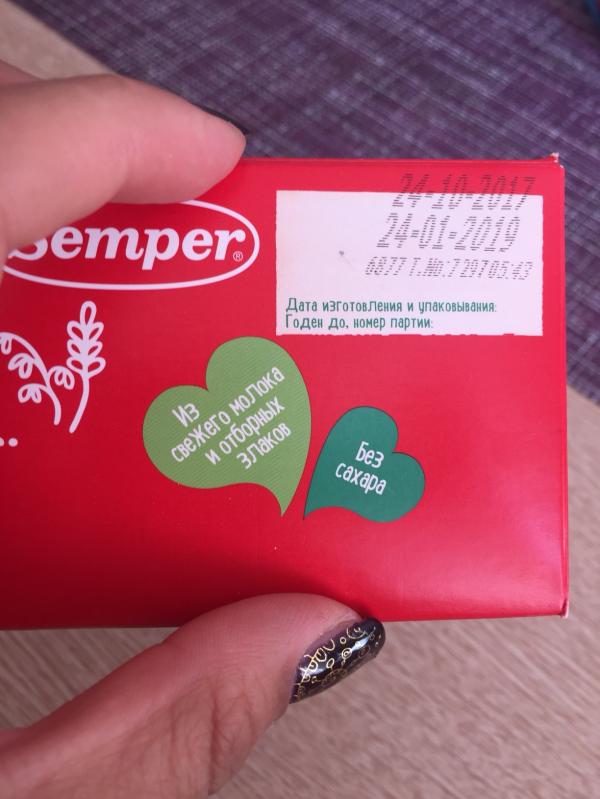 Semper®
24-10-2017
24-01-2019
Дата изготовления и упаковывания:
Годен до, номер партии:
Из
свежего молока
и отборных
злаков
Без
сахара